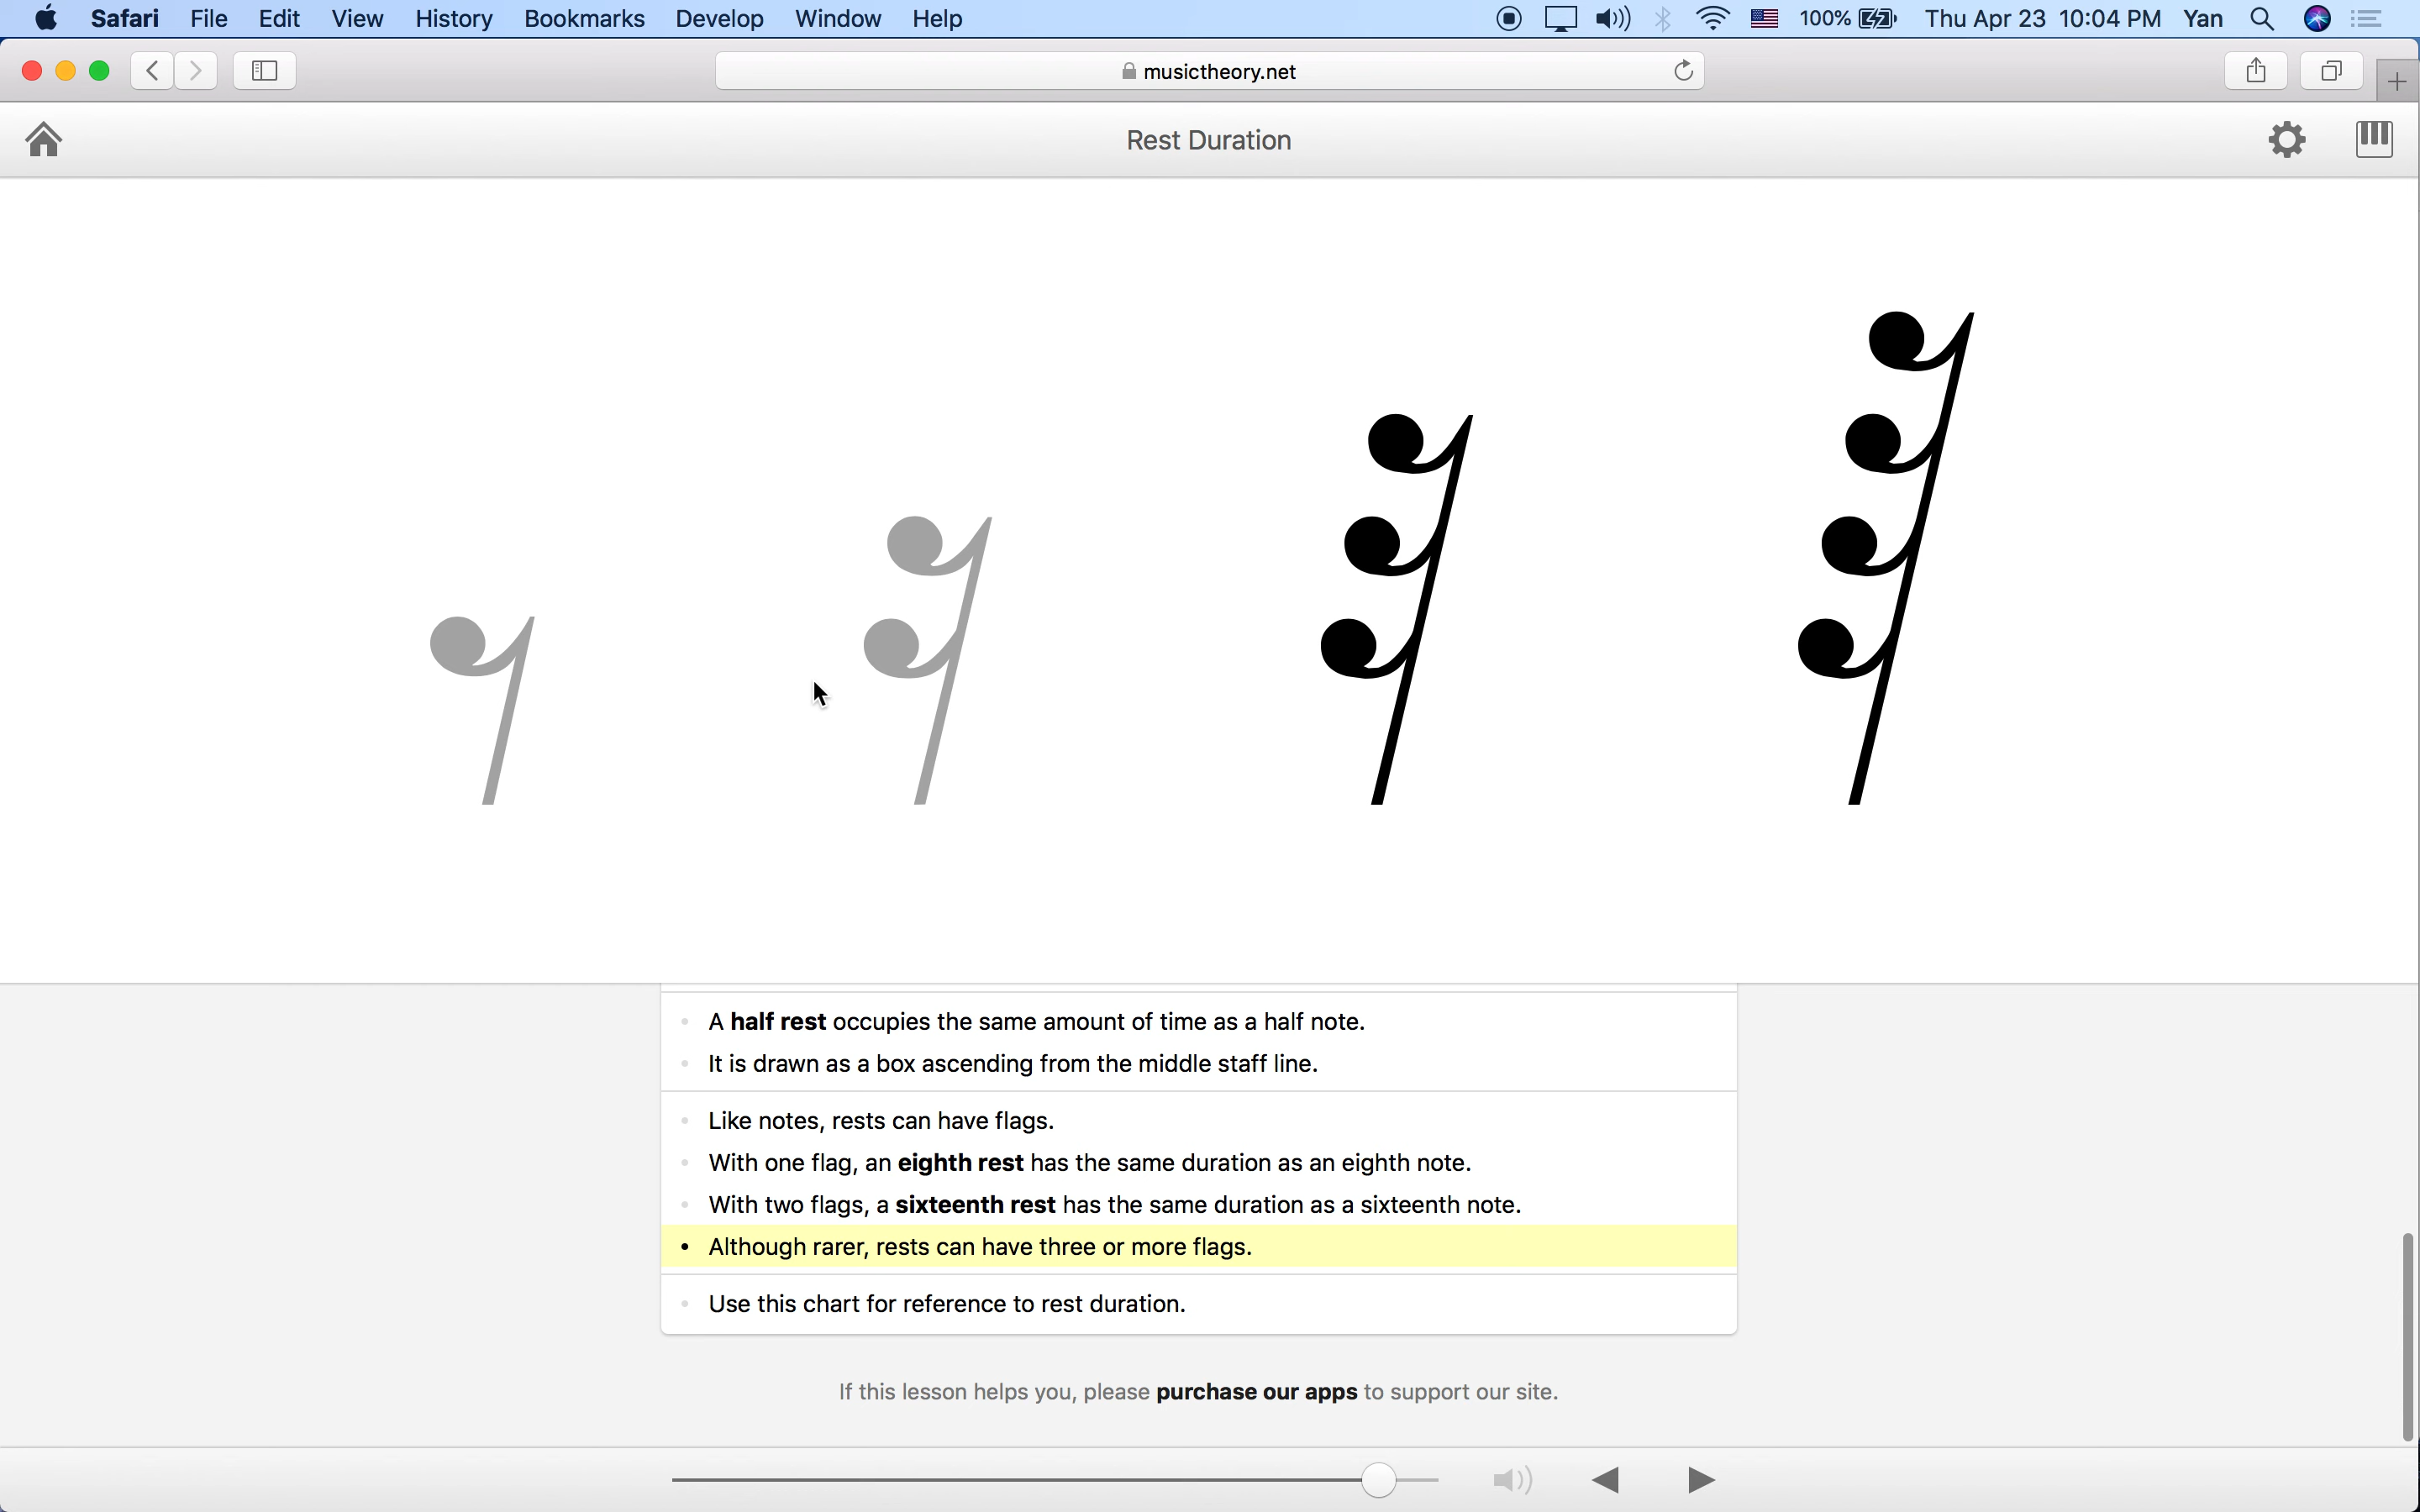 Safari File Edit View History Bookmarks Develop Window Help 100% Thu Apr 23 10:04 PM Yan
musictheory.net
Rest Duration
A half rest occupies the same amount of time as a half note.
It is drawn as a box ascending from the middle staff line.
Like notes, rests can have flags.
With one flag, an eighth rest has the same duration as an eighth note.
With two flags, a sixteenth rest has the same duration as a sixteenth note.
Although rarer, rests can have three or more flags.
Use this chart for reference to rest duration.
If this lesson helps you, please purchase our apps to support our site.